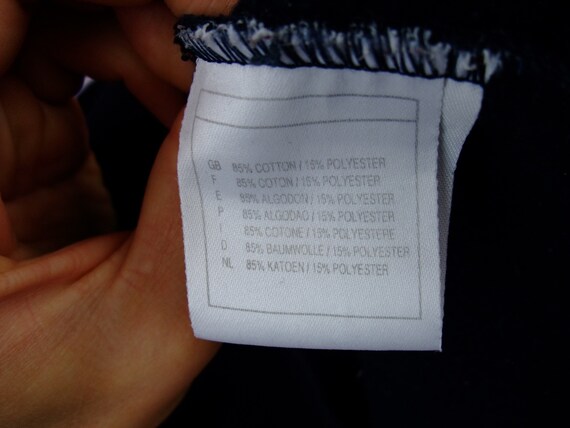 GB 85% COTTON / 15% POLYESTER
F 85% COTON / 15% POLYESTER
E 85% ALGODON / 15% POLYESTER
P 85% ALGODAO / 15% POLYESTER
I 85% COTONE / 15% POLYESTERE
D 85% BAUMWOLLE / 15% POLYESTER
NL 85% KATOEN / 15% POLYESTER